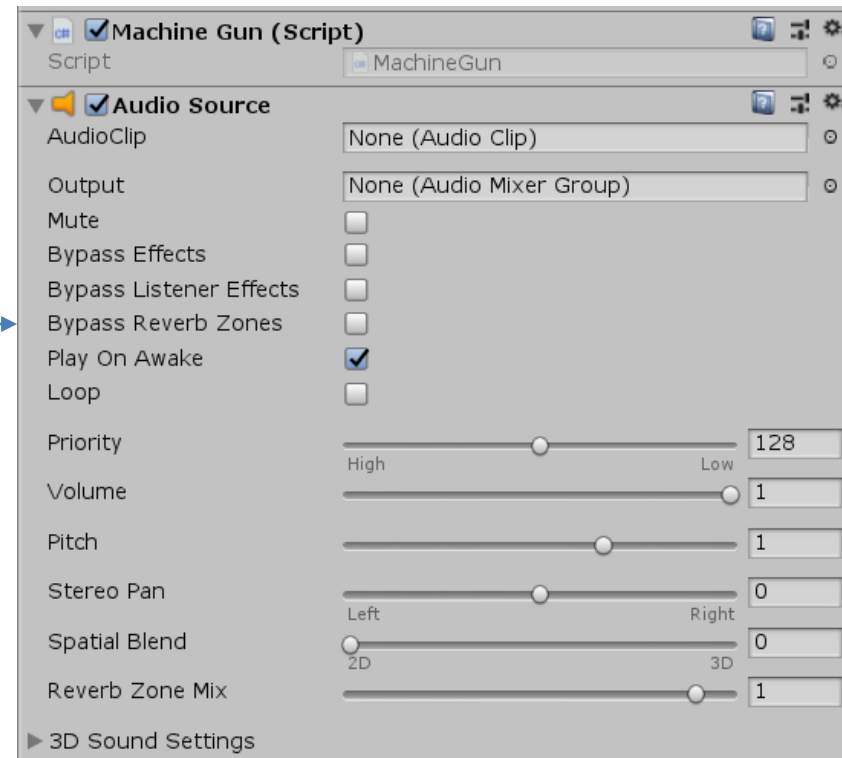 Machine Gun (Script)
Script MachineGun
Audio Source
AudioClip None (Audio Clip)
Output None (Audio Mixer Group)
Mute
Bypass Effects
Bypass Listener Effects
Bypass Reverb Zones
Play On Awake
Loop
Priority 128
High Low
Volume 1
Pitch 1
Stereo Pan 0
Left Right
Spatial Blend 0
2D 3D
Reverb Zone Mix 1
3D Sound Settings